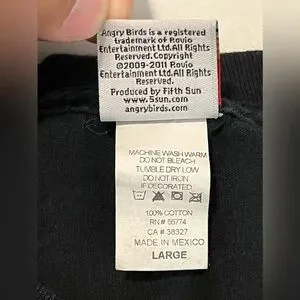 Angry Birds is a registered
trademark of Rovio
Entertainment Ltd.All Rights
Reserved. Copyright
©2009-2011 Rovio
Entertainment Ltd.All Rights
Reserved.
Produced by Fifth Sun
www.5sun.com
angrybirds.com
MACHINE WASH WARM
DO NOT BLEACH
TUMBLE DRY LOW
DO NOT IRON
IF DECORATED
100% COTTON
RN# 55774
CA# 38327
MADE IN MEXICO
LARGE